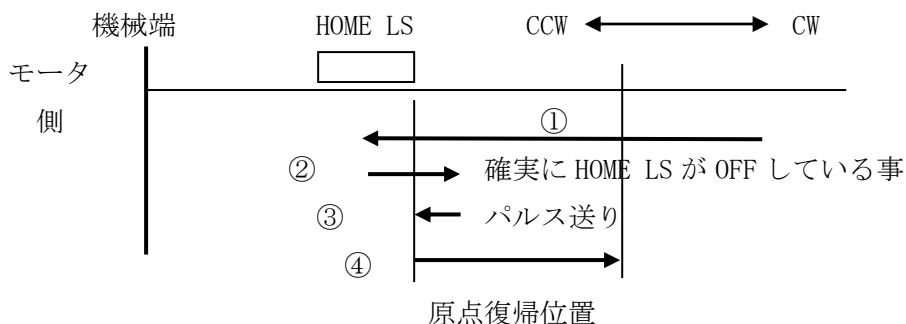 機械端 HOME LS CCW CW
モータ
側
①
② 確実に HOME LS が OFF している事
③ パルス送り
④
原点復帰位置